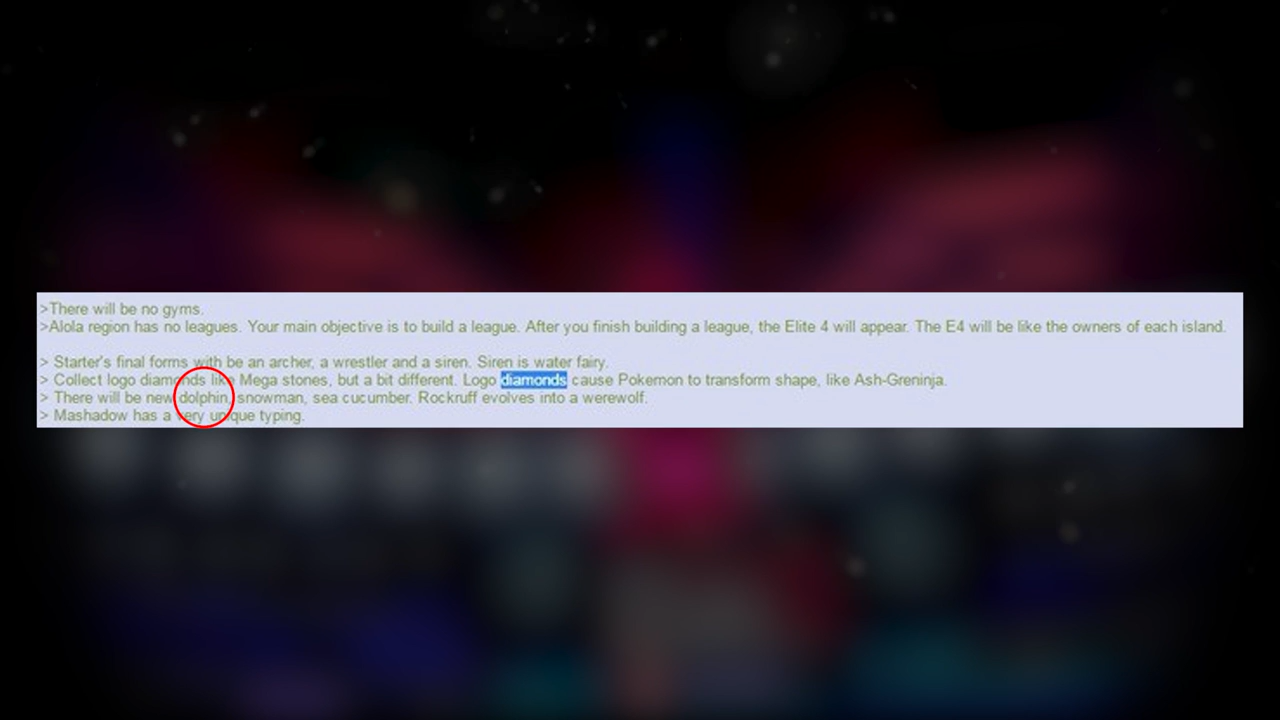 >There will be no gyms.
>Alola region has no leagues. Your main objective is to build a league. After you finish building a league, the Elite 4 will appear. The E4 will be like the owners of each island.
> Starter's final forms with be an archer, a wrestler and a siren. Siren is water fairy.
> Collect logo diamonds like Mega stones, but a bit different. Logo diamonds cause Pokemon to transform shape, like Ash-Greninja.
> There will be new dolphin, snowman, sea cucumber. Rockruff evolves into a werewolf.
> Mashadow has a very unique typing.